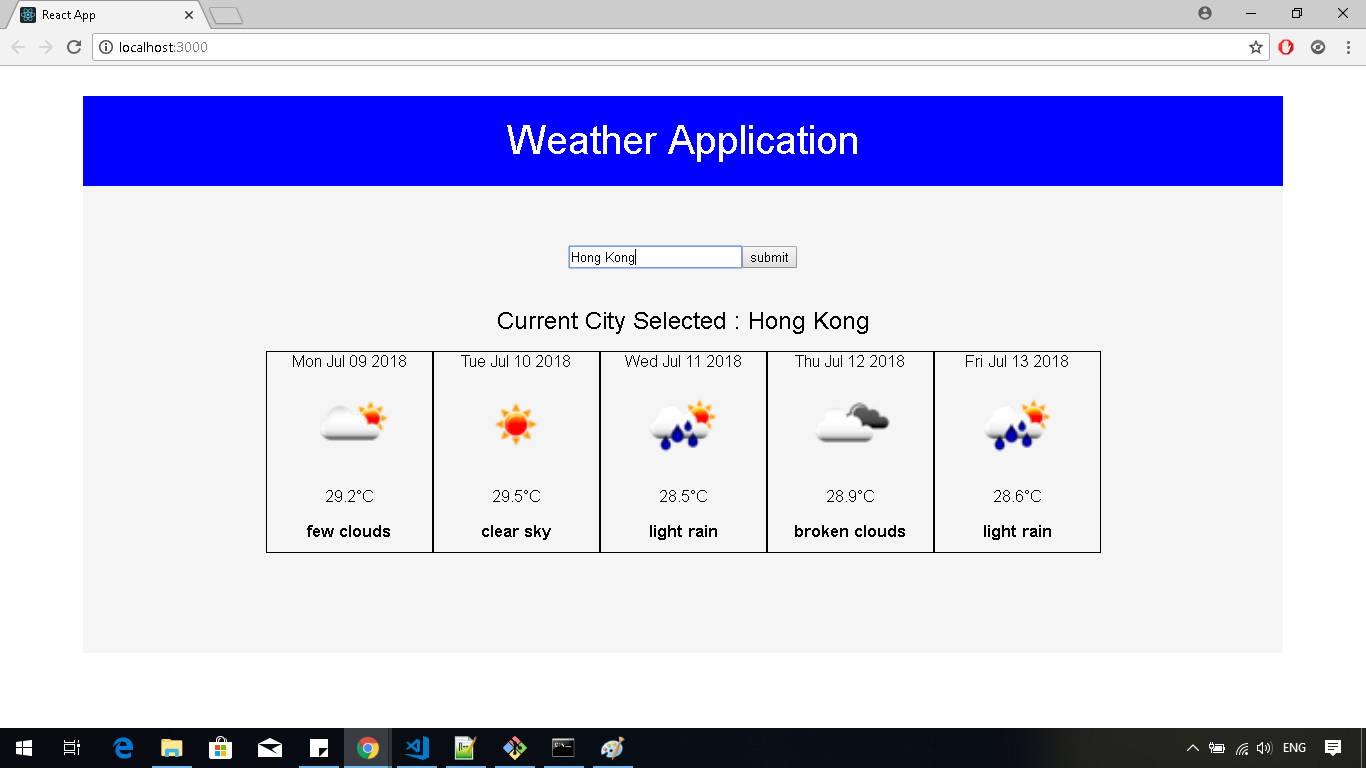 React App
localhost:3000
Weather Application
Hong Kong submit
Current City Selected : Hong Kong
Mon Jul 09 2018 Tue Jul 10 2018 Wed Jul 11 2018 Thu Jul 12 2018 Fri Jul 13 2018
29.2°C 29.5°C 28.5°C 28.9°C 28.6°C
few clouds clear sky light rain broken clouds light rain
ENG